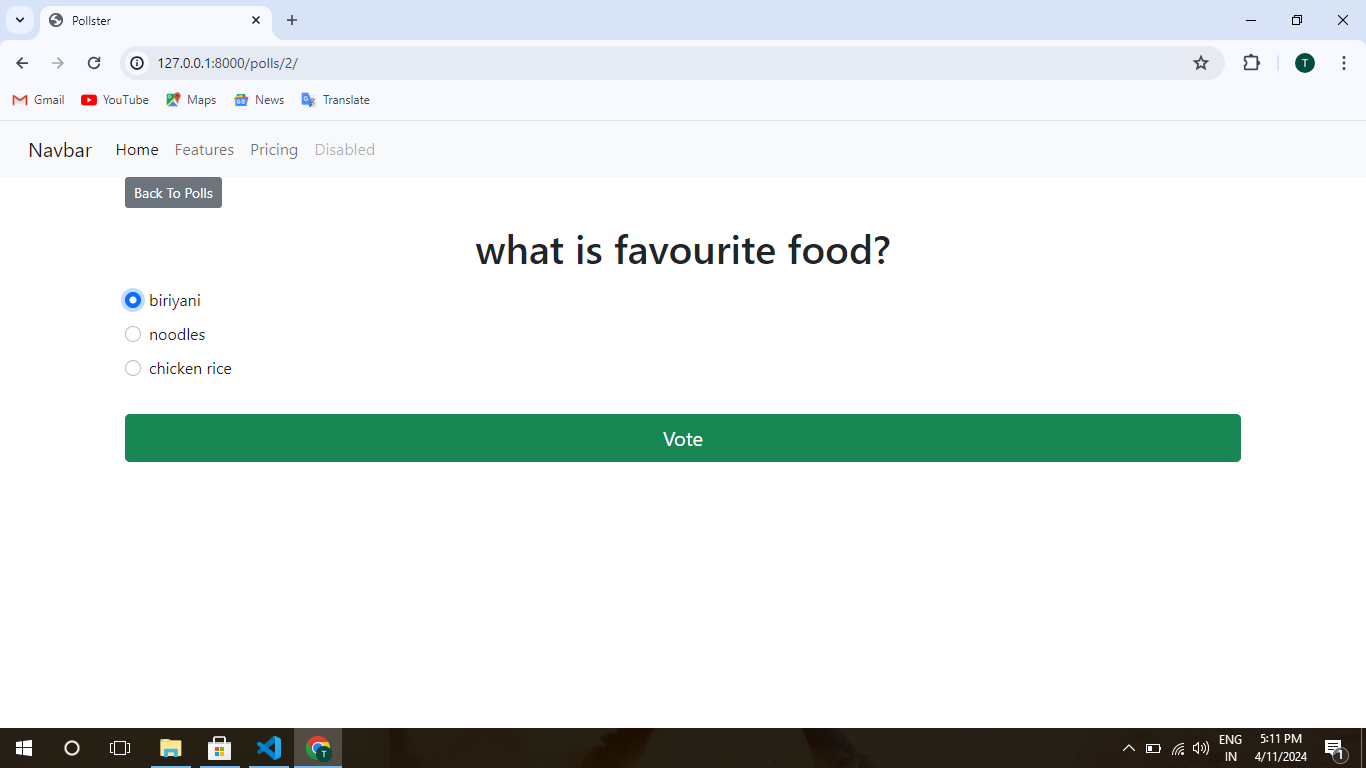 Pollster
127.0.0.1:8000/polls/2/
T
Gmail YouTube Maps News Translate
Navbar Home Features Pricing Disabled
Back To Polls
what is favourite food?
biriyani
noodles
chicken rice
Vote
T
ENG 5:11 PM
IN 4/11/2024
1